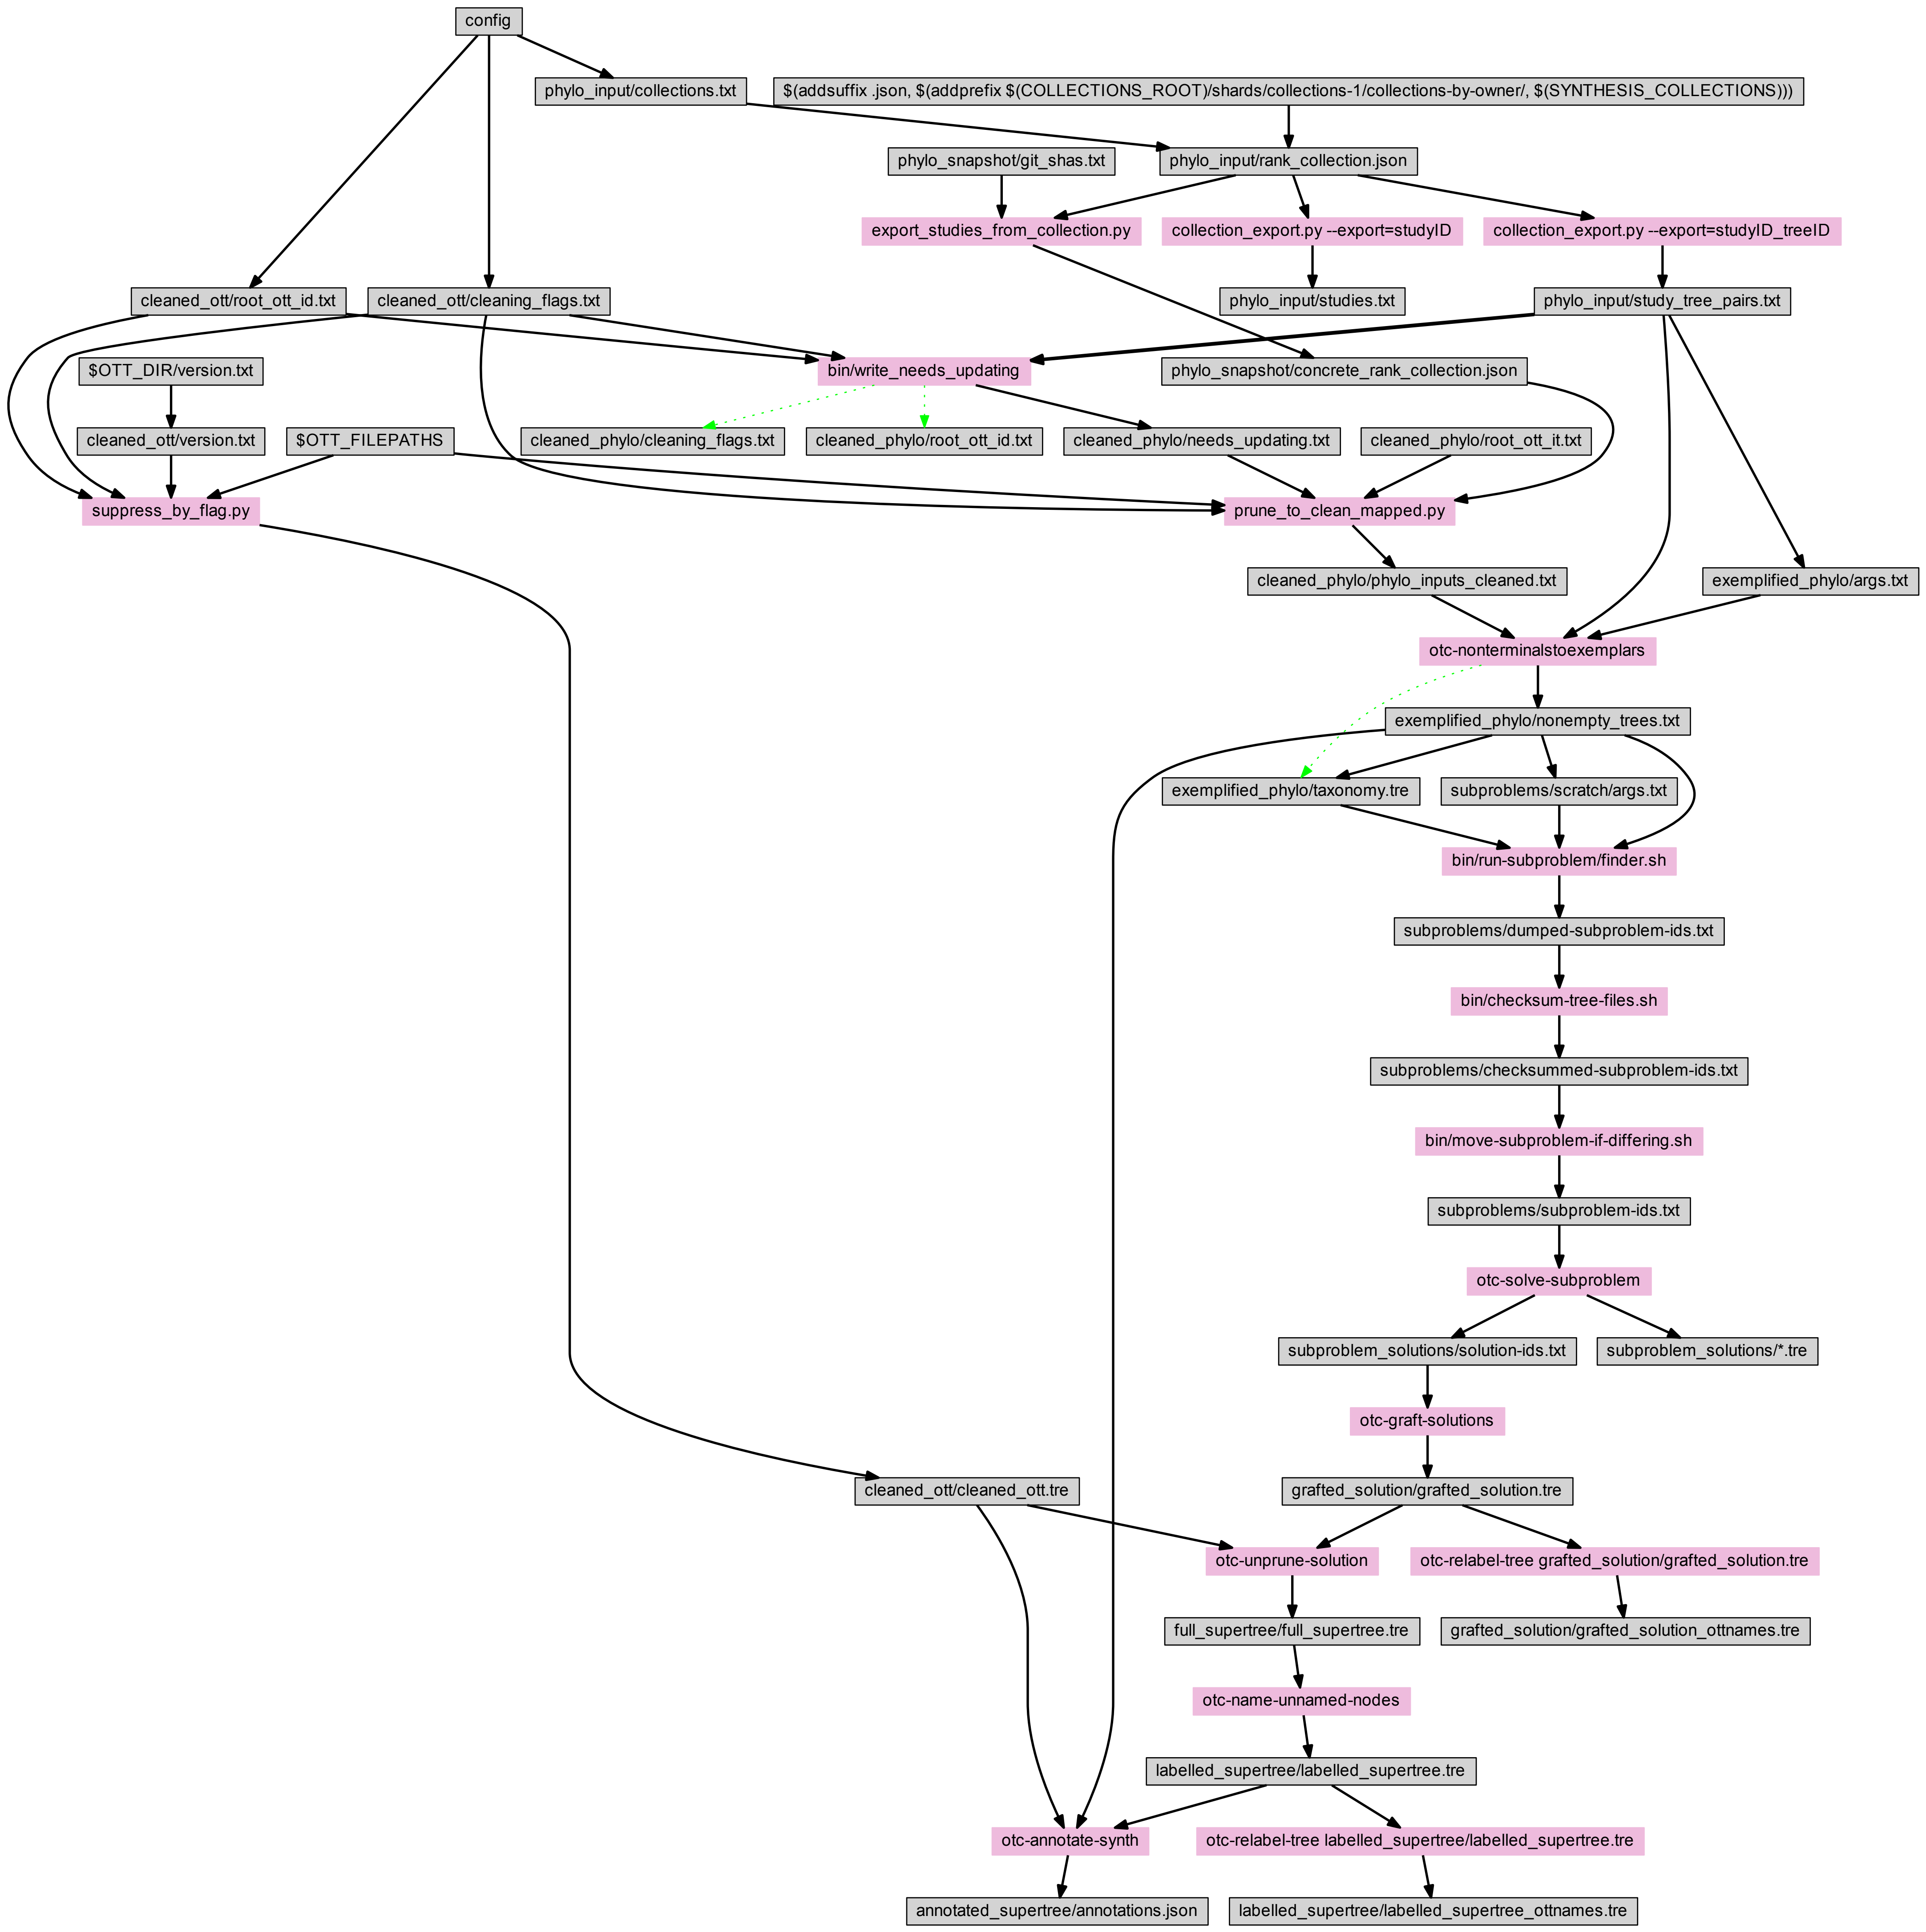 config
phylo_input/collections.txt
$(addsuffix .json, $(addprefix $(COLLECTIONS_ROOT)/shards/collections-1/collections-by-owner/, $(SYNTHESIS_COLLECTIONS)))
phylo_snapshot/git_shas.txt
phylo_input/rank_collection.json
export_studies_from_collection.py
collection_export.py --export=studyID
collection_export.py --export=studyID_treeID
cleaned_ott/root_ott_id.txt
cleaned_ott/cleaning_flags.txt
phylo_input/studies.txt
phylo_input/study_tree_pairs.txt
$OTT_DIR/version.txt
bin/write_needs_updating
phylo_snapshot/concrete_rank_collection.json
cleaned_ott/version.txt
$OTT_FILEPATHS
cleaned_phylo/cleaning_flags.txt
cleaned_phylo/root_ott_id.txt
cleaned_phylo/needs_updating.txt
cleaned_phylo/root_ott_it.txt
suppress_by_flag.py
prune_to_clean_mapped.py
cleaned_phylo/phylo_inputs_cleaned.txt
exemplified_phylo/args.txt
otc-nonterminalstoexemplars
exemplified_phylo/nonempty_trees.txt
exemplified_phylo/taxonomy.tre
subproblems/scratch/args.txt
bin/run-subproblem/finder.sh
subproblems/dumped-subproblem-ids.txt
bin/checksum-tree-files.sh
subproblems/checksummed-subproblem-ids.txt
bin/move-subproblem-if-differing.sh
subproblems/subproblem-ids.txt
otc-solve-subproblem
subproblem_solutions/solution-ids.txt
subproblem_solutions/*.tre
otc-graft-solutions
cleaned_ott/cleaned_ott.tre
grafted_solution/grafted_solution.tre
otc-unprune-solution
otc-relabel-tree grafted_solution/grafted_solution.tre
full_supertree/full_supertree.tre
grafted_solution/grafted_solution_ottnames.tre
otc-name-unnamed-nodes
labelled_supertree/labelled_supertree.tre
otc-annotate-synth
otc-relabel-tree labelled_supertree/labelled_supertree.tre
annotated_supertree/annotations.json
labelled_supertree/labelled_supertree_ottnames.tre